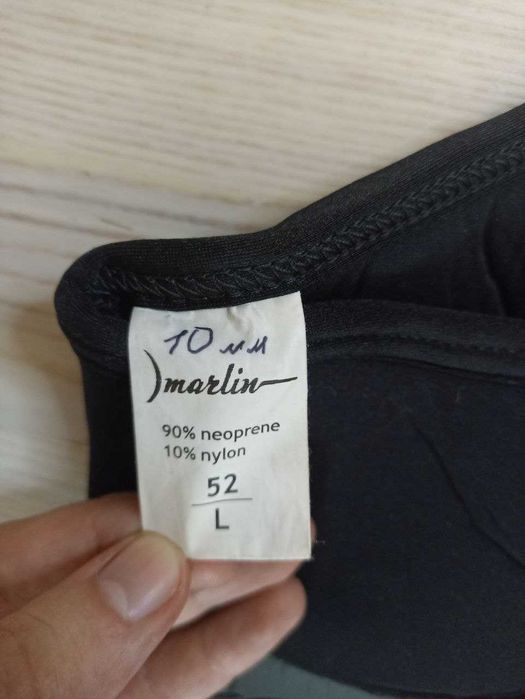 10 мм
marlin
90% neoprene
10% nylon
52
L